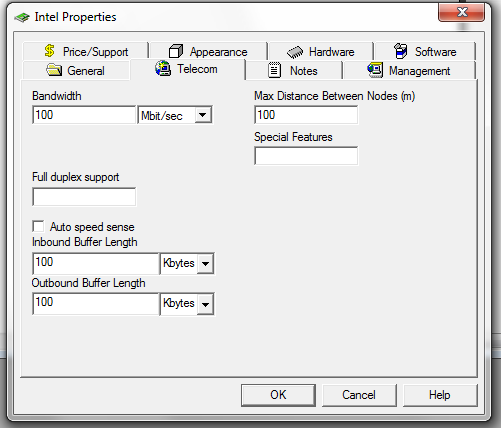 Intel Properties
Price/Support Appearance Hardware Software
General Telecom Notes Management
Bandwidth Max Distance Between Nodes (m)
100 Mbit/sec 100
Special Features
Full duplex support
Auto speed sense
Inbound Buffer Length
100 Kbytes
Outbound Buffer Length
100 Kbytes
OK Cancel Help